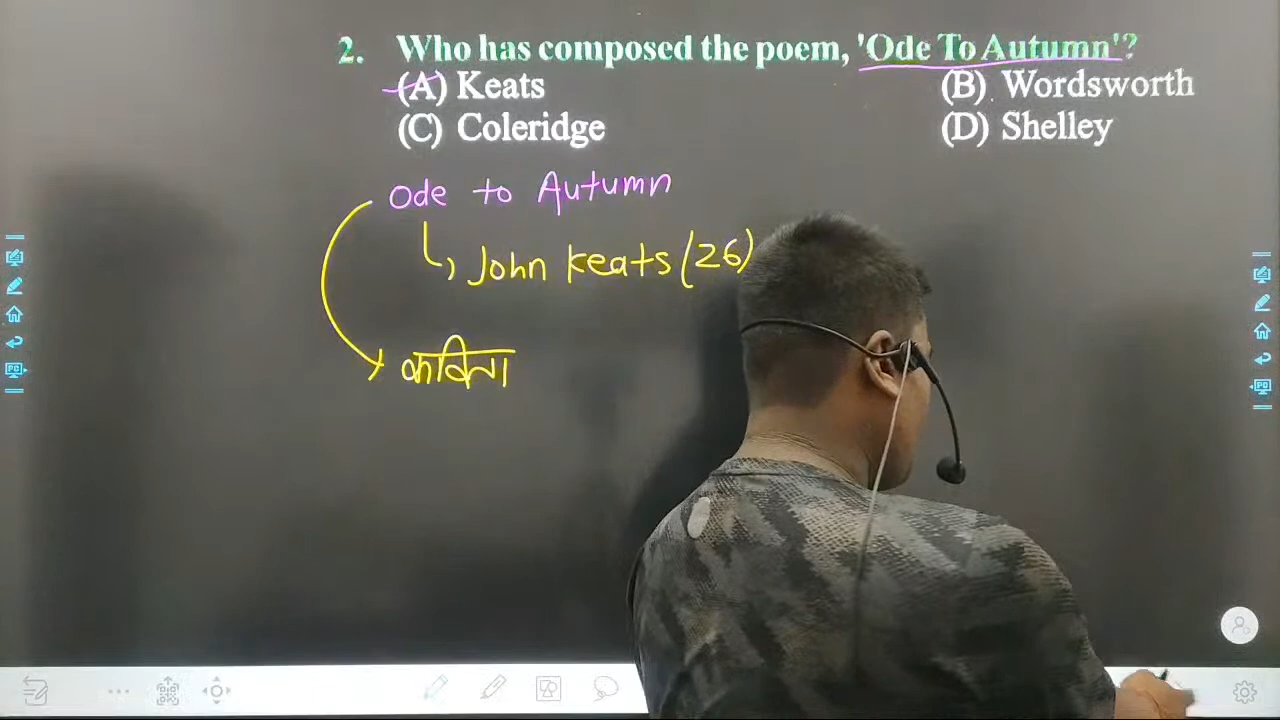 2. Who has composed the poem, 'Ode To Autumn'?
(A) Keats (B) Wordsworth
(C) Coleridge (D) Shelley
Ode to Autumn
John Keats (26)
कविता